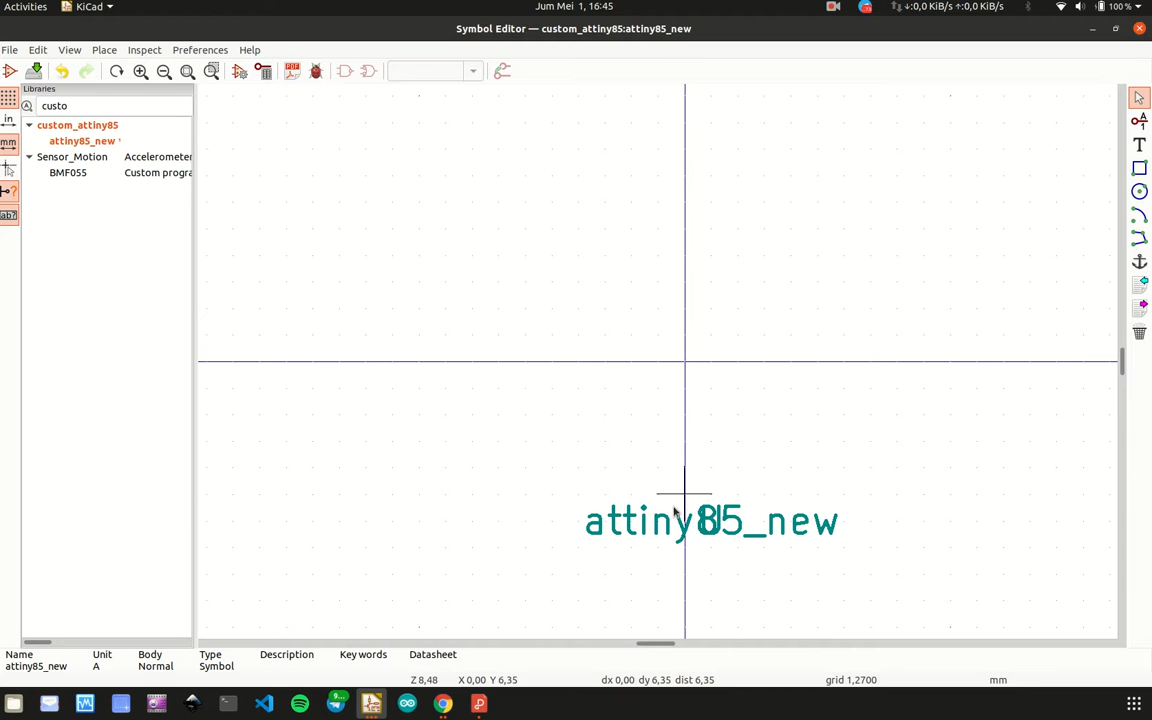 Activities
KiCad
Jum Mei 1, 16:45
↓:0,0 KiB/s ↑:0,0 KiB/s
100 %
Symbol Editor — custom_attiny85:attiny85_new
File Edit View Place Inspect Preferences Help
PDF
Libraries
custo
in
mm
custom_attiny85
attiny85_new *
Sensor_Motion Accelerometer
BMF055 Custom progra
attiny85_new
U
Name Unit Body Type Description Key words Datasheet
attiny85_new A Normal Symbol
Z 8,48 X 0,00 Y 6,35 dx 0,00 dy 6,35 dist 6,35 grid 1,2700 mm